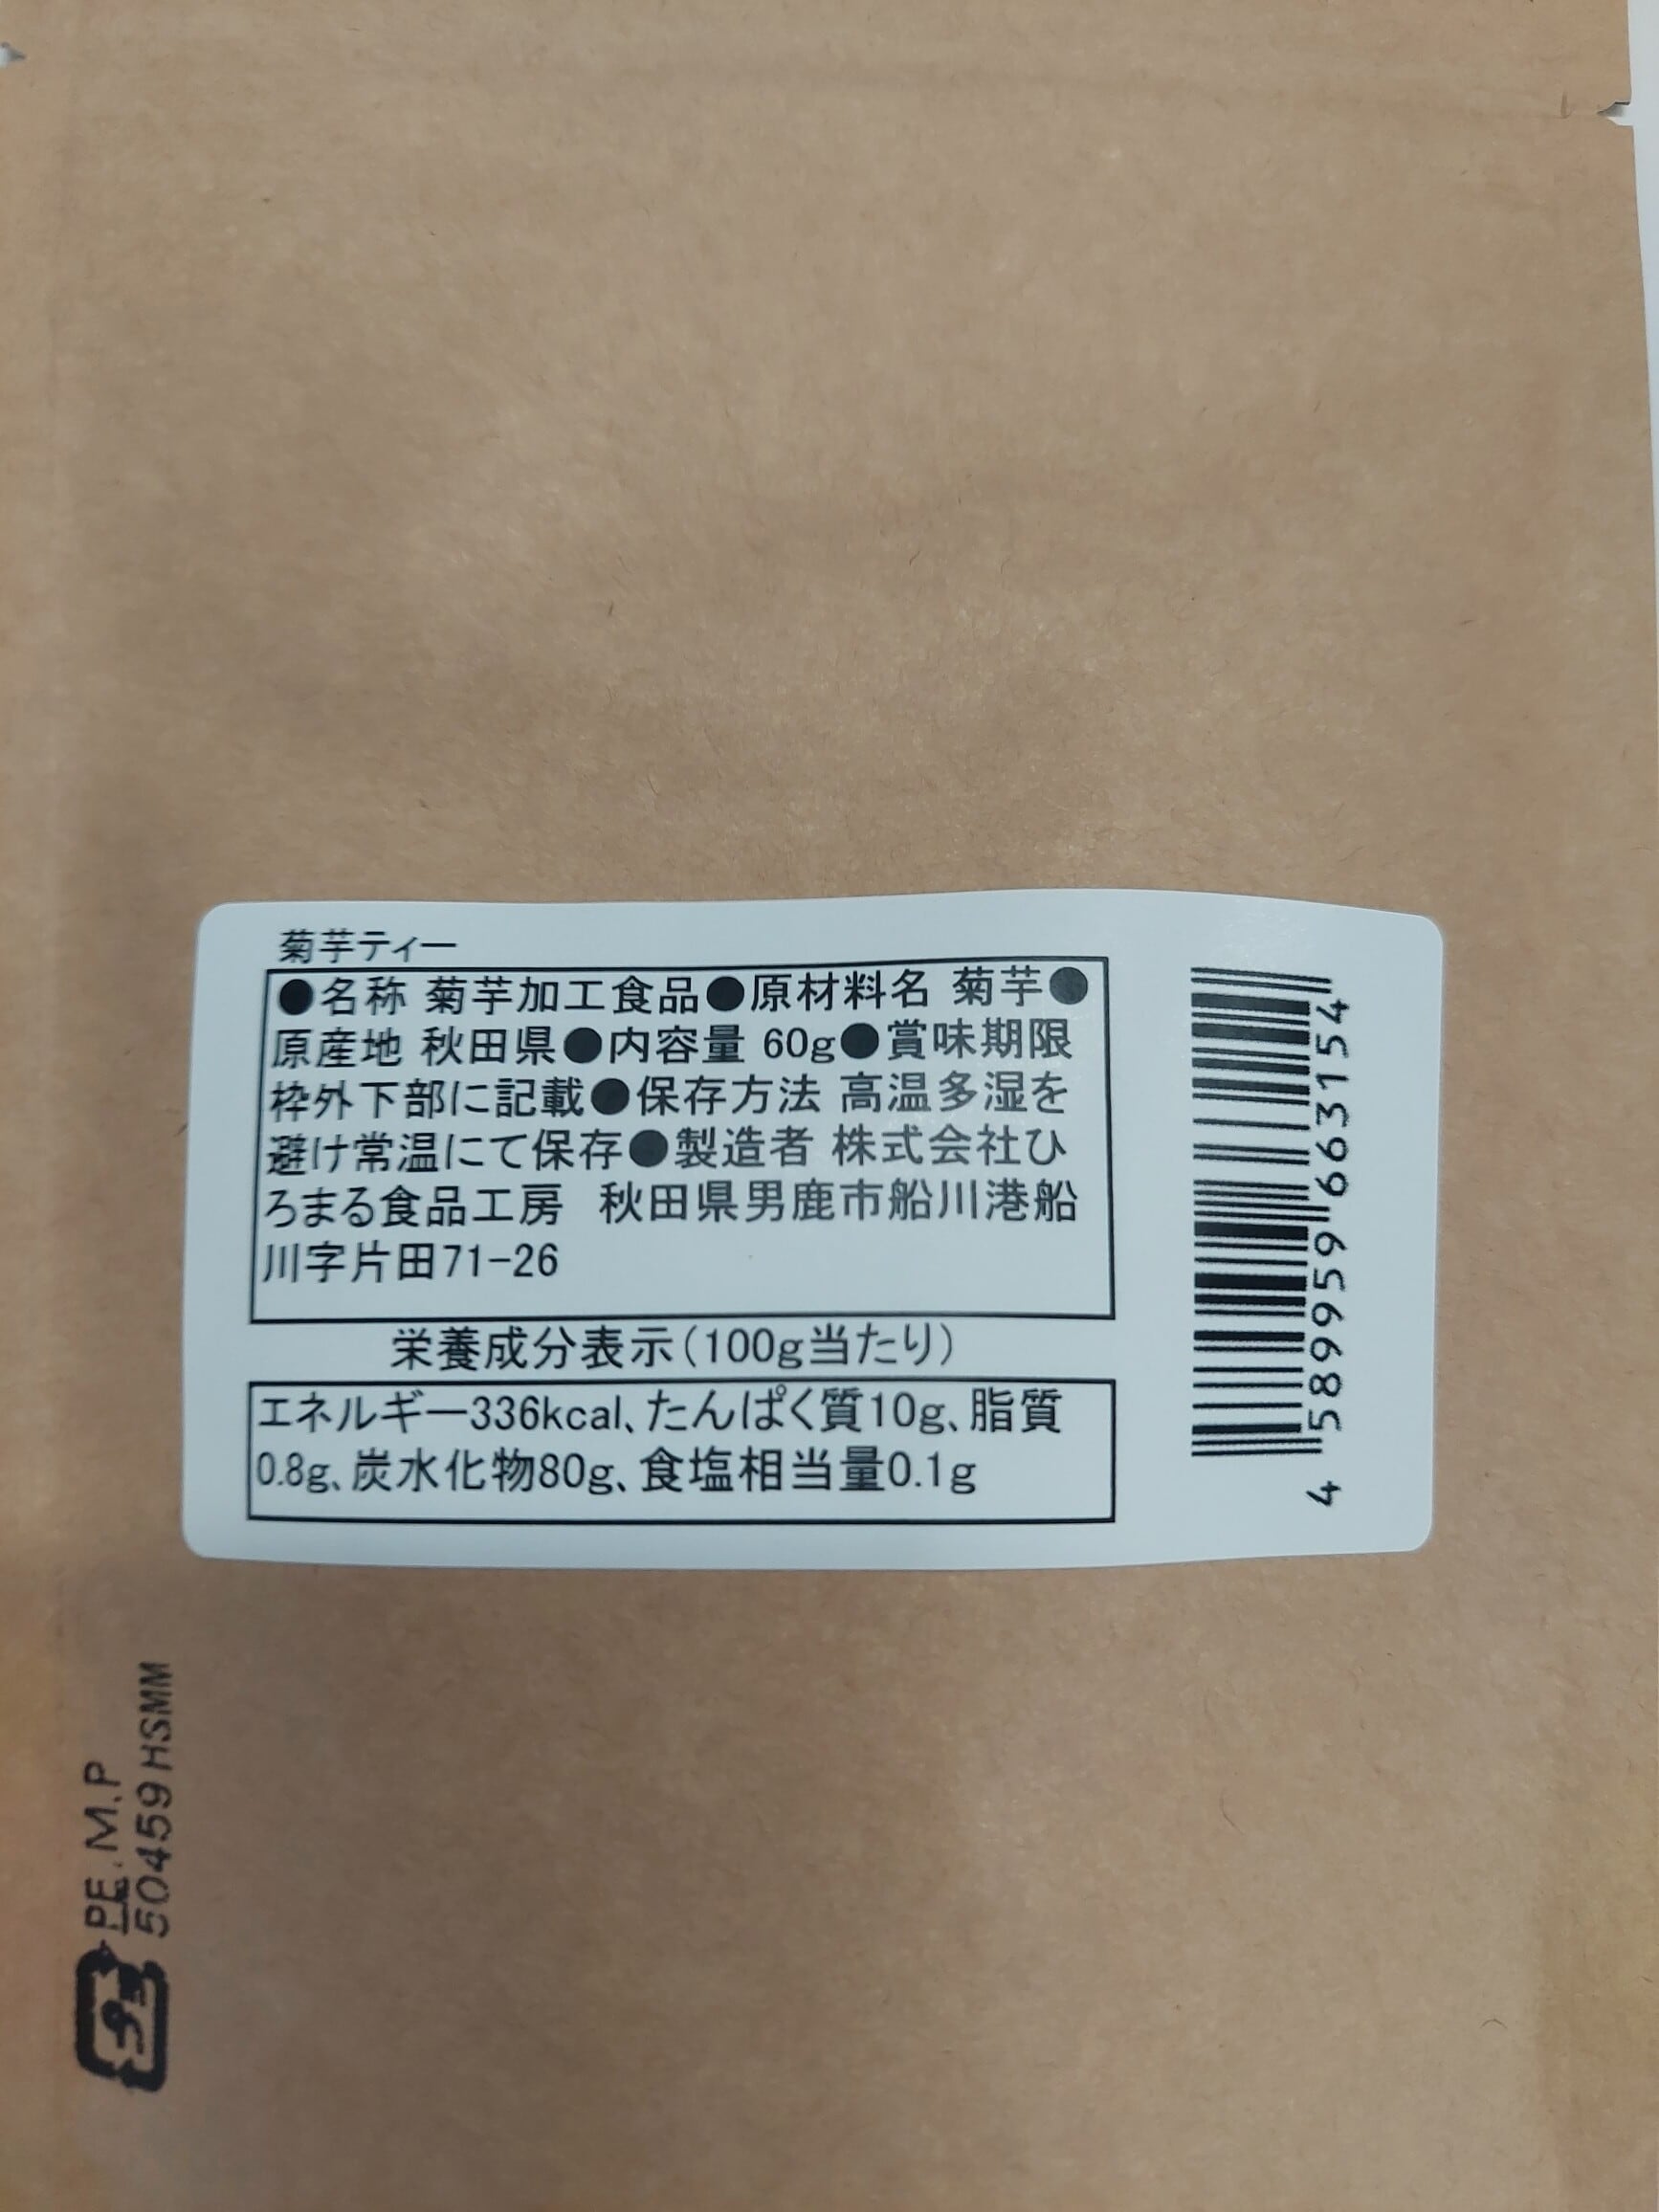 菊芋ティー
●名称 菊芋加工食品●原材料名 菊芋●
原産地 秋田県●内容量 60g●賞味期限
枠外下部に記載●保存方法 高温多湿を
避け常温にて保存●製造者 株式会社ひ
ろまる食品工房 秋田県男鹿市船川港船
川字片田71-26
栄養成分表示(100g当たり)
エネルギー336kcal、たんぱく質10g、脂質
0.8g、炭水化物80g、食塩相当量0.1g
4 589959 663154
プラ
PE.M.P
50459 HSMM